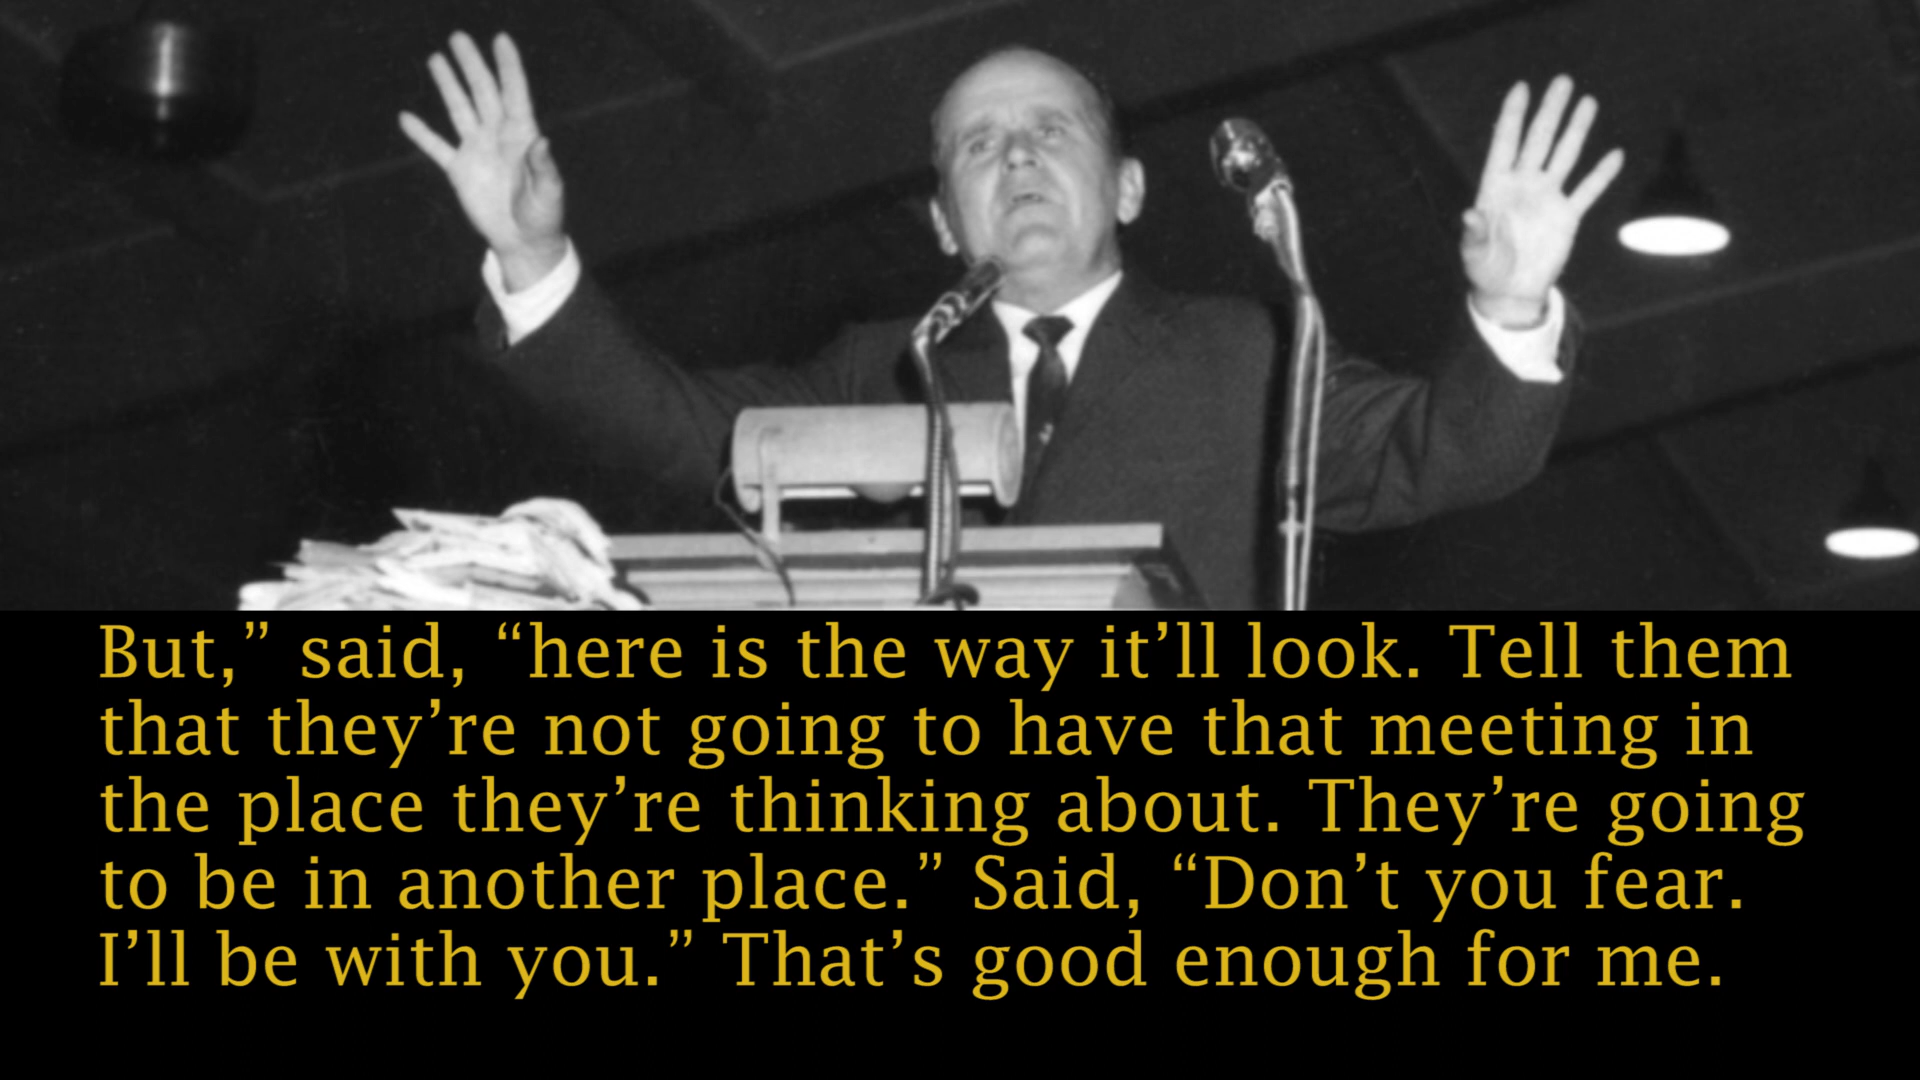 But,” said, “here is the way it’ll look. Tell them
that they’re not going to have that meeting in
the place they’re thinking about. They’re going
to be in another place.” Said, “Don’t you fear.
I’ll be with you.” That’s good enough for me.